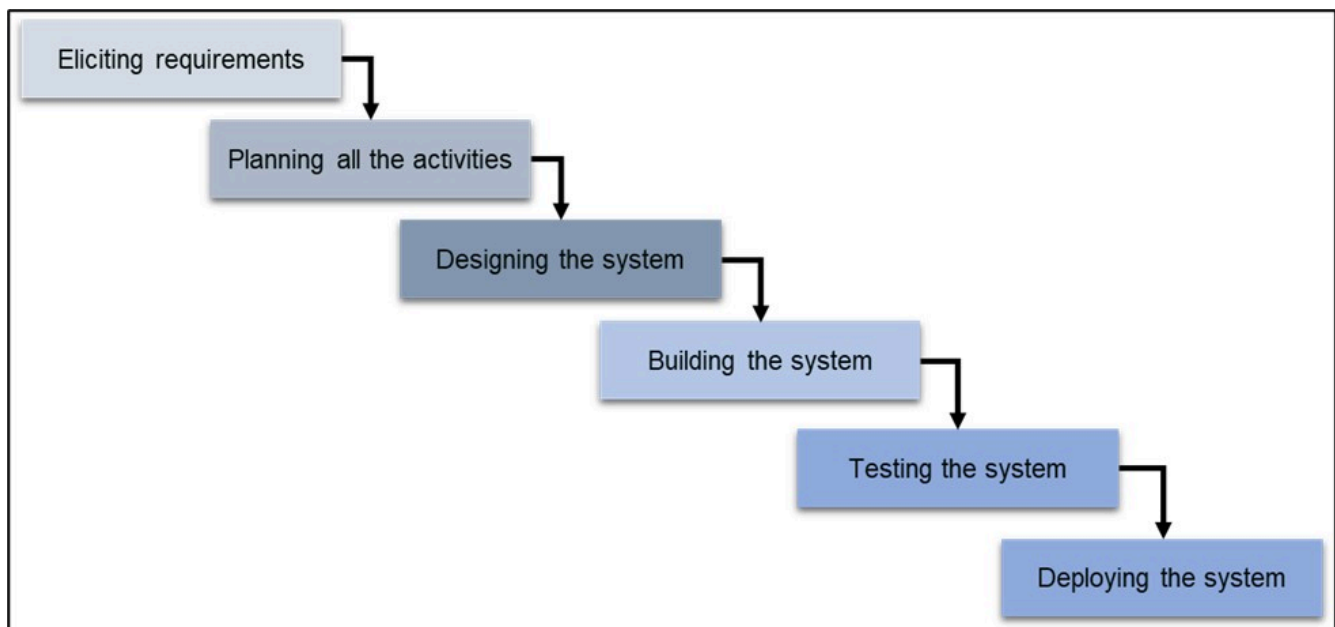 Eliciting requirements
Planning all the activities
Designing the system
Building the system
Testing the system
Deploying the system